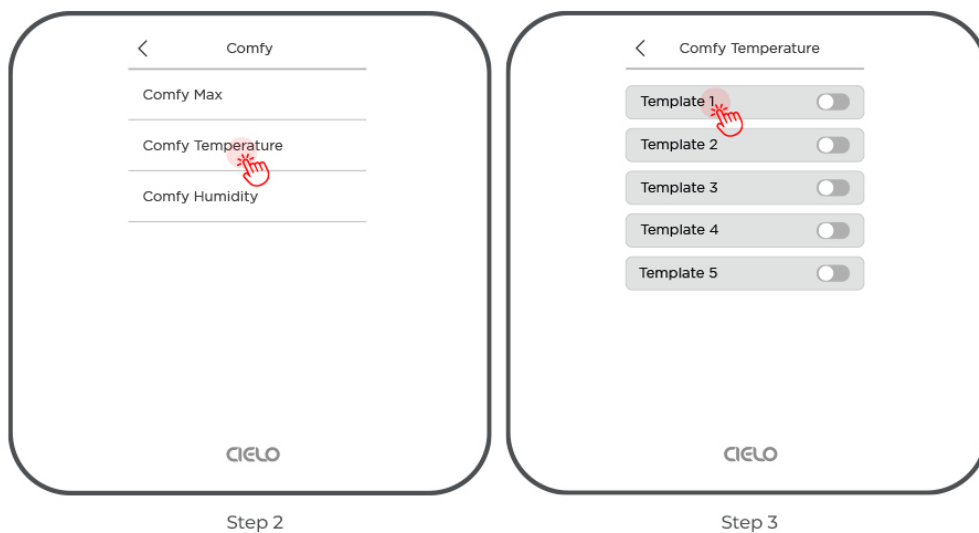 Comfy
Comfy Max
Comfy Temperature
Comfy Humidity
CIELO
Step 2
Comfy Temperature
Template 1
Template 2
Template 3
Template 4
Template 5
CIELO
Step 3